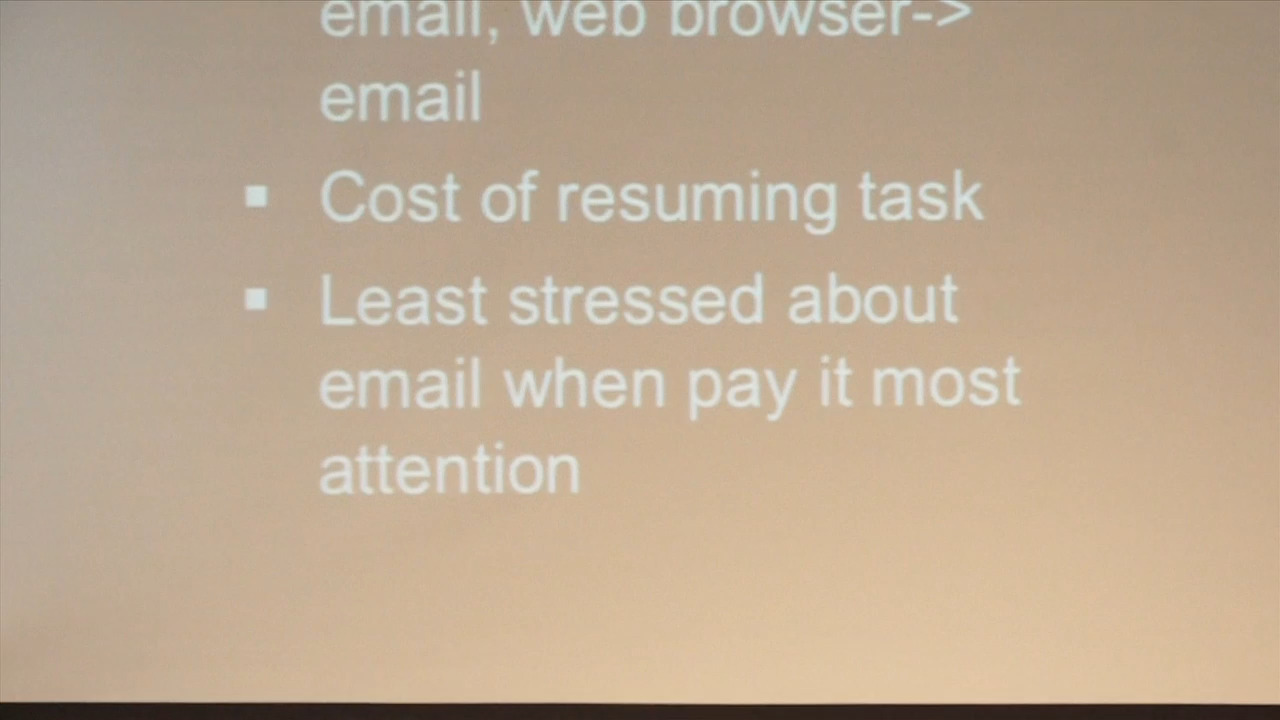 email, web browser->
email
▪ Cost of resuming task
▪ Least stressed about
email when pay it most
attention